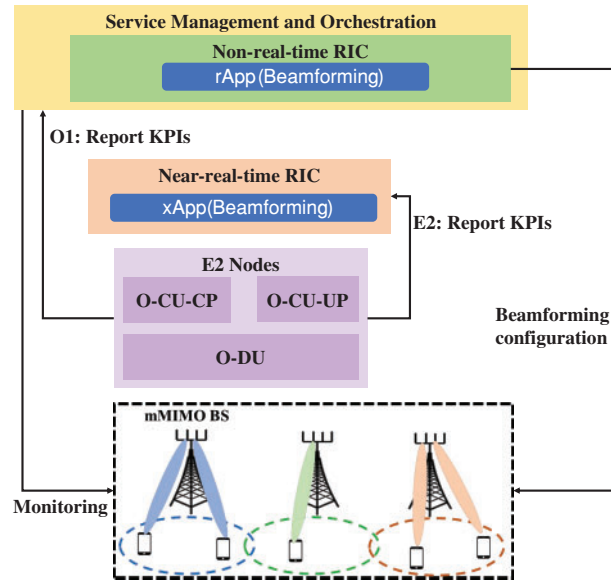 Service Management and Orchestration
Non-real-time RIC
rApp(Beamforming)
O1: Report KPIs
Near-real-time RIC
xApp(Beamforming)
E2: Report KPIs
E2 Nodes
O-CU-CP
O-CU-UP
O-DU
Beamforming
configuration
mMIMO BS
Monitoring